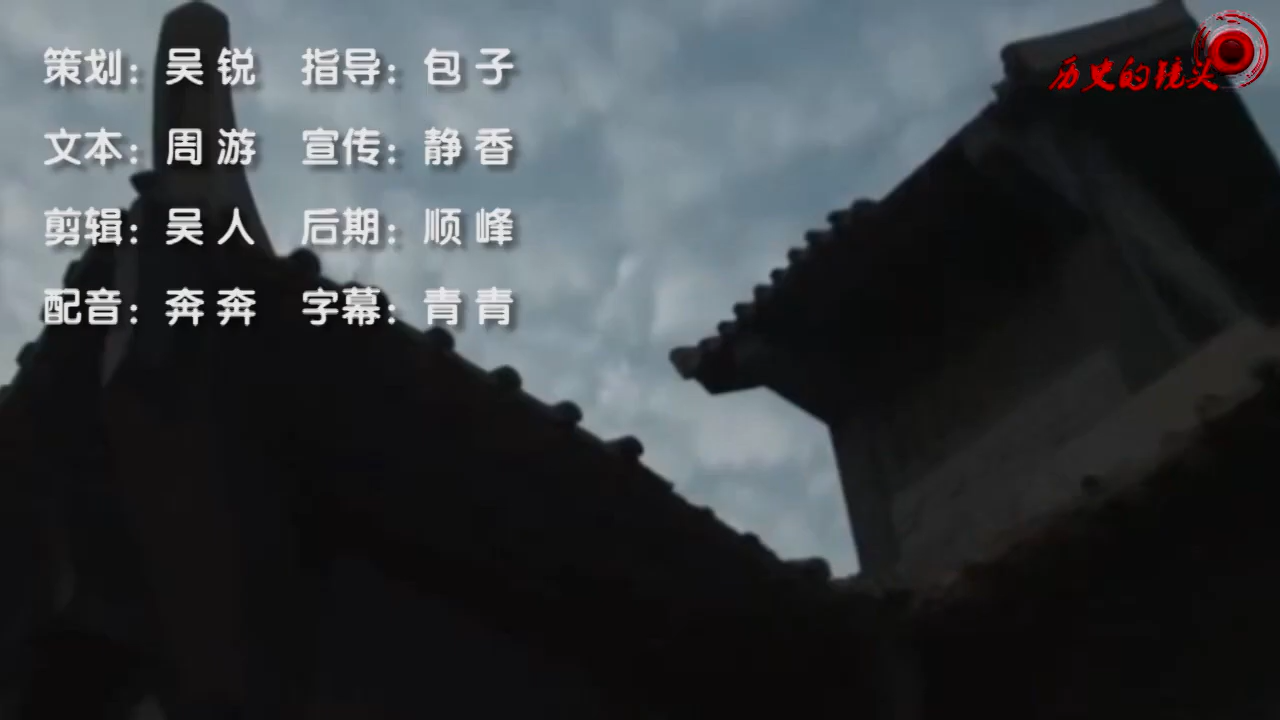 历史的镜头
策划：吴锐 指导：包子
文本：周游 宣传：静香
剪辑：吴人 后期：顺峰
配音：奔奔 字幕：青青